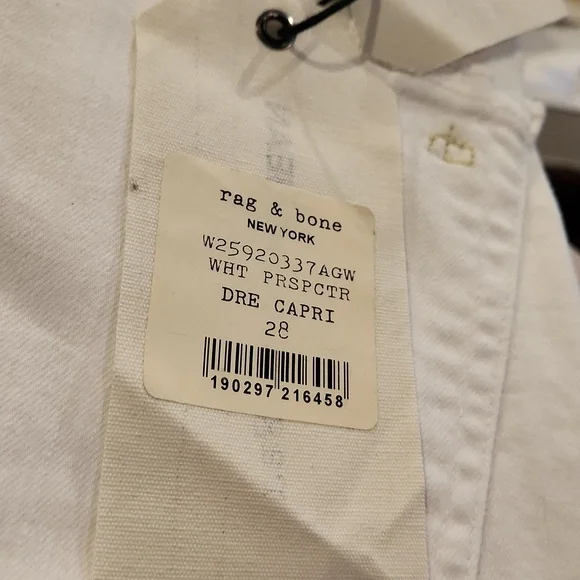 rag & bone
NEW YORK
W25920337AGW
WHT PRSPCTR
DRE CAPRI
28
190297 216458